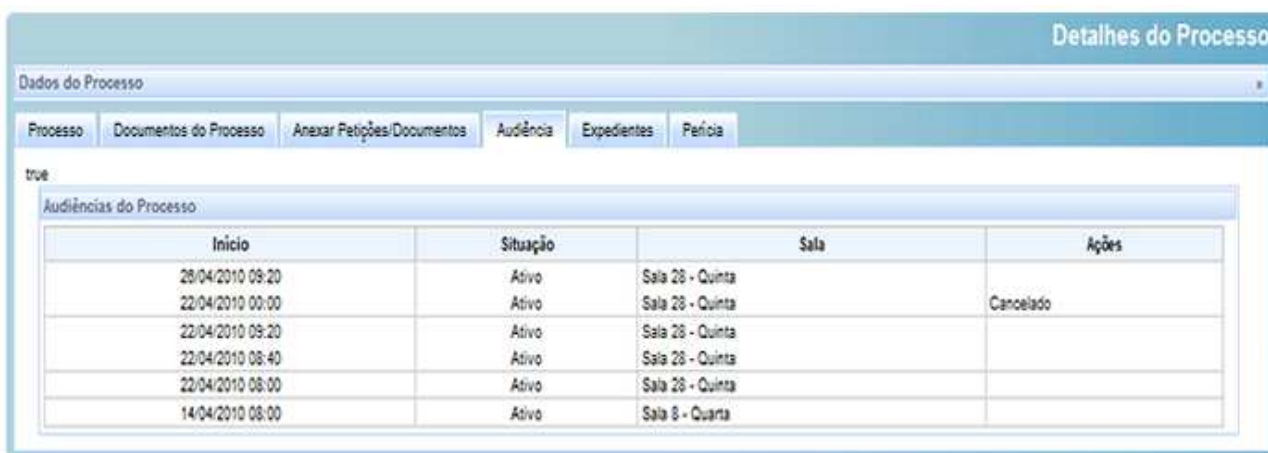 Detalhes do Processo
Dados do Processo
Processo Documentos do Processo Anexar Petições/Documentos Audiência Expedientes Perícia
true
Audiências do Processo
Início Situação Sala Ações
28/04/2010 09:20 Ativo Sala 28 - Quinta
22/04/2010 00:00 Ativo Sala 28 - Quinta Cancelado
22/04/2010 09:20 Ativo Sala 28 - Quinta
22/04/2010 08:40 Ativo Sala 28 - Quinta
22/04/2010 08:00 Ativo Sala 28 - Quinta
14/04/2010 08:00 Ativo Sala 8 - Quarta